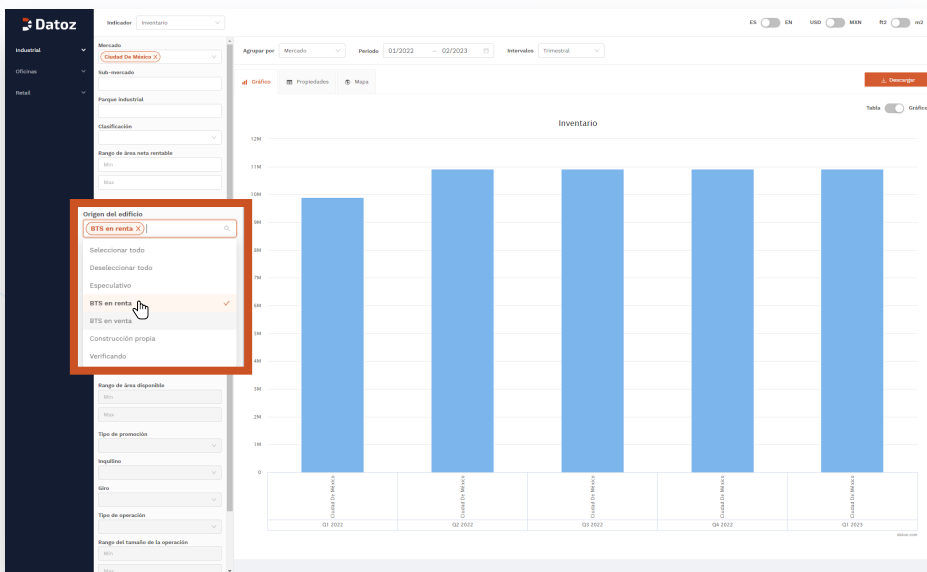 Datoz
Indicador
Inventario
ES
EN
USD
MXN
ft2
m2
Industrial
Oficinas
Retail
Mercado
Ciudad De México X
Sub-mercado
Parque industrial
Clasificación
Rango de área neta rentable
Min
Max
Origen del edificio
BTS en renta X
Seleccionar todo
Deseleccionar todo
Especulativo
BTS en renta
BTS en venta
Construcción propia
Verificando
Rango de área disponible
Min
Max
Tipo de promoción
Inquilino
Giro
Tipo de operación
Rango del tamaño de la operación
Min
Max
Agrupar por
Mercado
Periodo
01/2022
~ 02/2023
Intervalos
Trimestral
Gráfico
Propiedades
Mapa
Descargar
Tabla
Gráfico
Inventario
12M
11M
10M
9M
8M
7M
6M
5M
4M
3M
2M
1M
0
Ciudad De México
Ciudad De México
Ciudad De México
Ciudad De México
Ciudad De México
Q1 2022
Q2 2022
Q3 2022
Q4 2022
Q1 2023
datoz.com